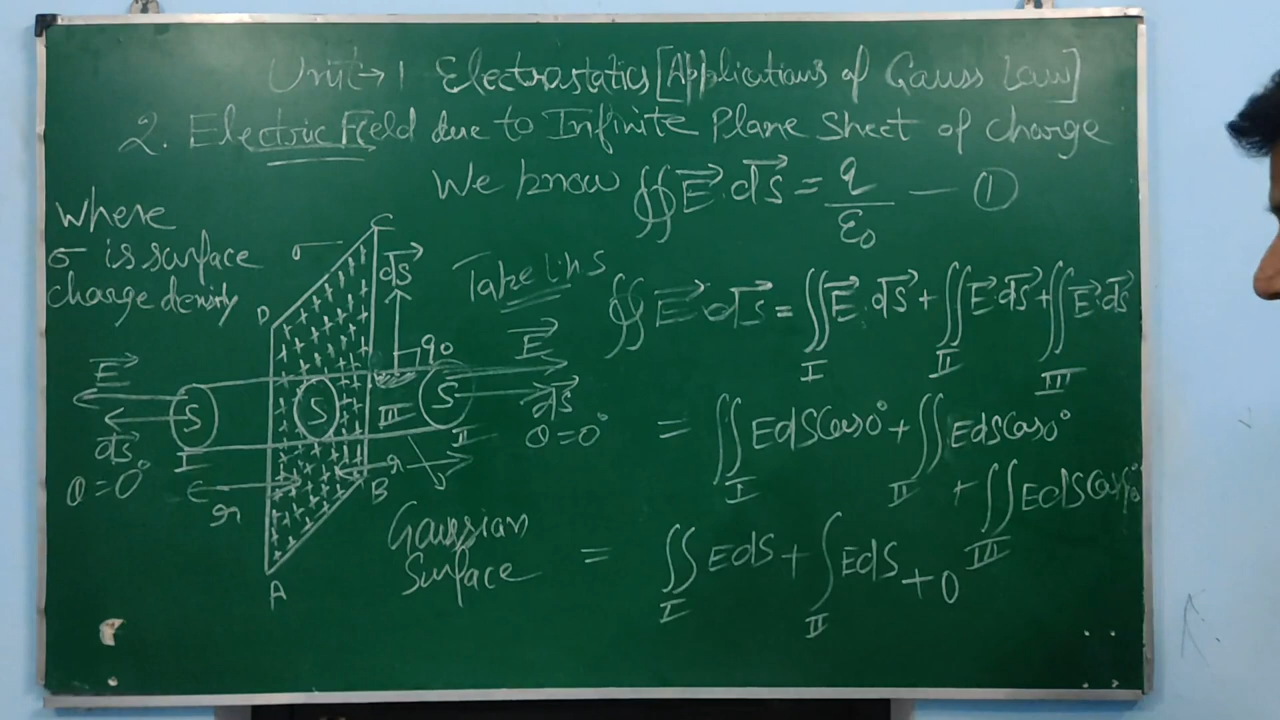 Unit→1 Electrostatics [Applications of Gauss Law]
2. Electric Field due to Infinite Plane Sheet of charge
We know ∯ E⃗ . dS⃗ = q/ε₀ — ①
Where
σ is surface
charge density
C
σ
dS⃗
D
90
E⃗
E⃗
S
S
S
III
dS⃗
dS⃗
I
II
θ=0°
θ=0°
r
r
B
A
Gaussian
Surface
Take LHS
∯ E⃗ . dS⃗ = ∬ E⃗ . dS⃗ + ∬ E⃗ . dS⃗ + ∬ E⃗ . dS⃗
I II III
= ∬ EdSCos0° + ∬ EdSCos0°
I II
+ ∬ EdSCos90°
III
= ∬ EdS + ∫ EdS + 0
I II